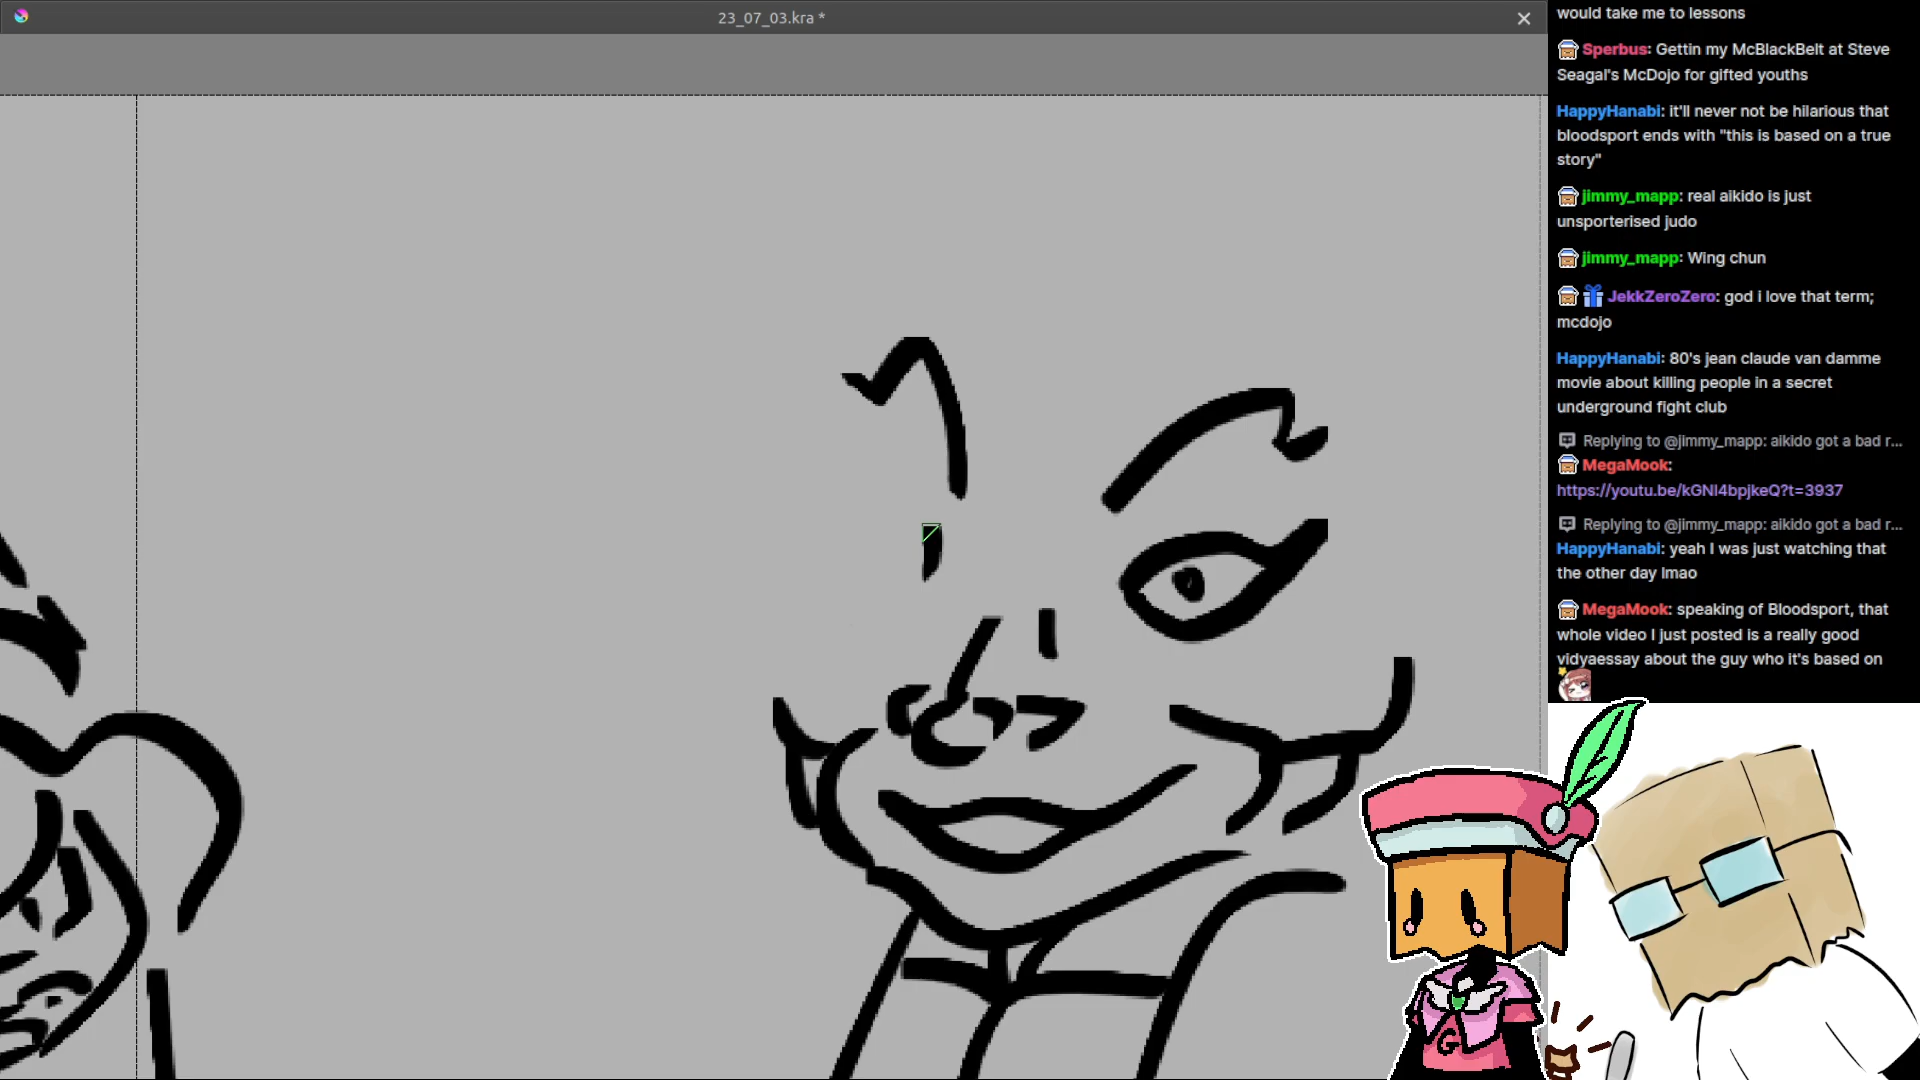 23_07_03.kra *
would take me to lessons
Sperbus: Gettin my McBlackBelt at Steve
Seagal's McDojo for gifted youths
HappyHanabi: it'll never not be hilarious that
bloodsport ends with "this is based on a true
story"
jimmy_mapp: real aikido is just
unsporterised judo
jimmy_mapp: Wing chun
JekkZeroZero: god i love that term;
mcdojo
HappyHanabi: 80's jean claude van damme
movie about killing people in a secret
underground fight club
Replying to @jimmy_mapp: aikido got a bad r...
MegaMook:
https://youtu.be/kGNI4bpjkeQ?t=3937
Replying to @jimmy_mapp: aikido got a bad r...
HappyHanabi: yeah I was just watching that
the other day lmao
MegaMook: speaking of Bloodsport, that
whole video I just posted is a really good
vidyaessay about the guy who it's based on
G